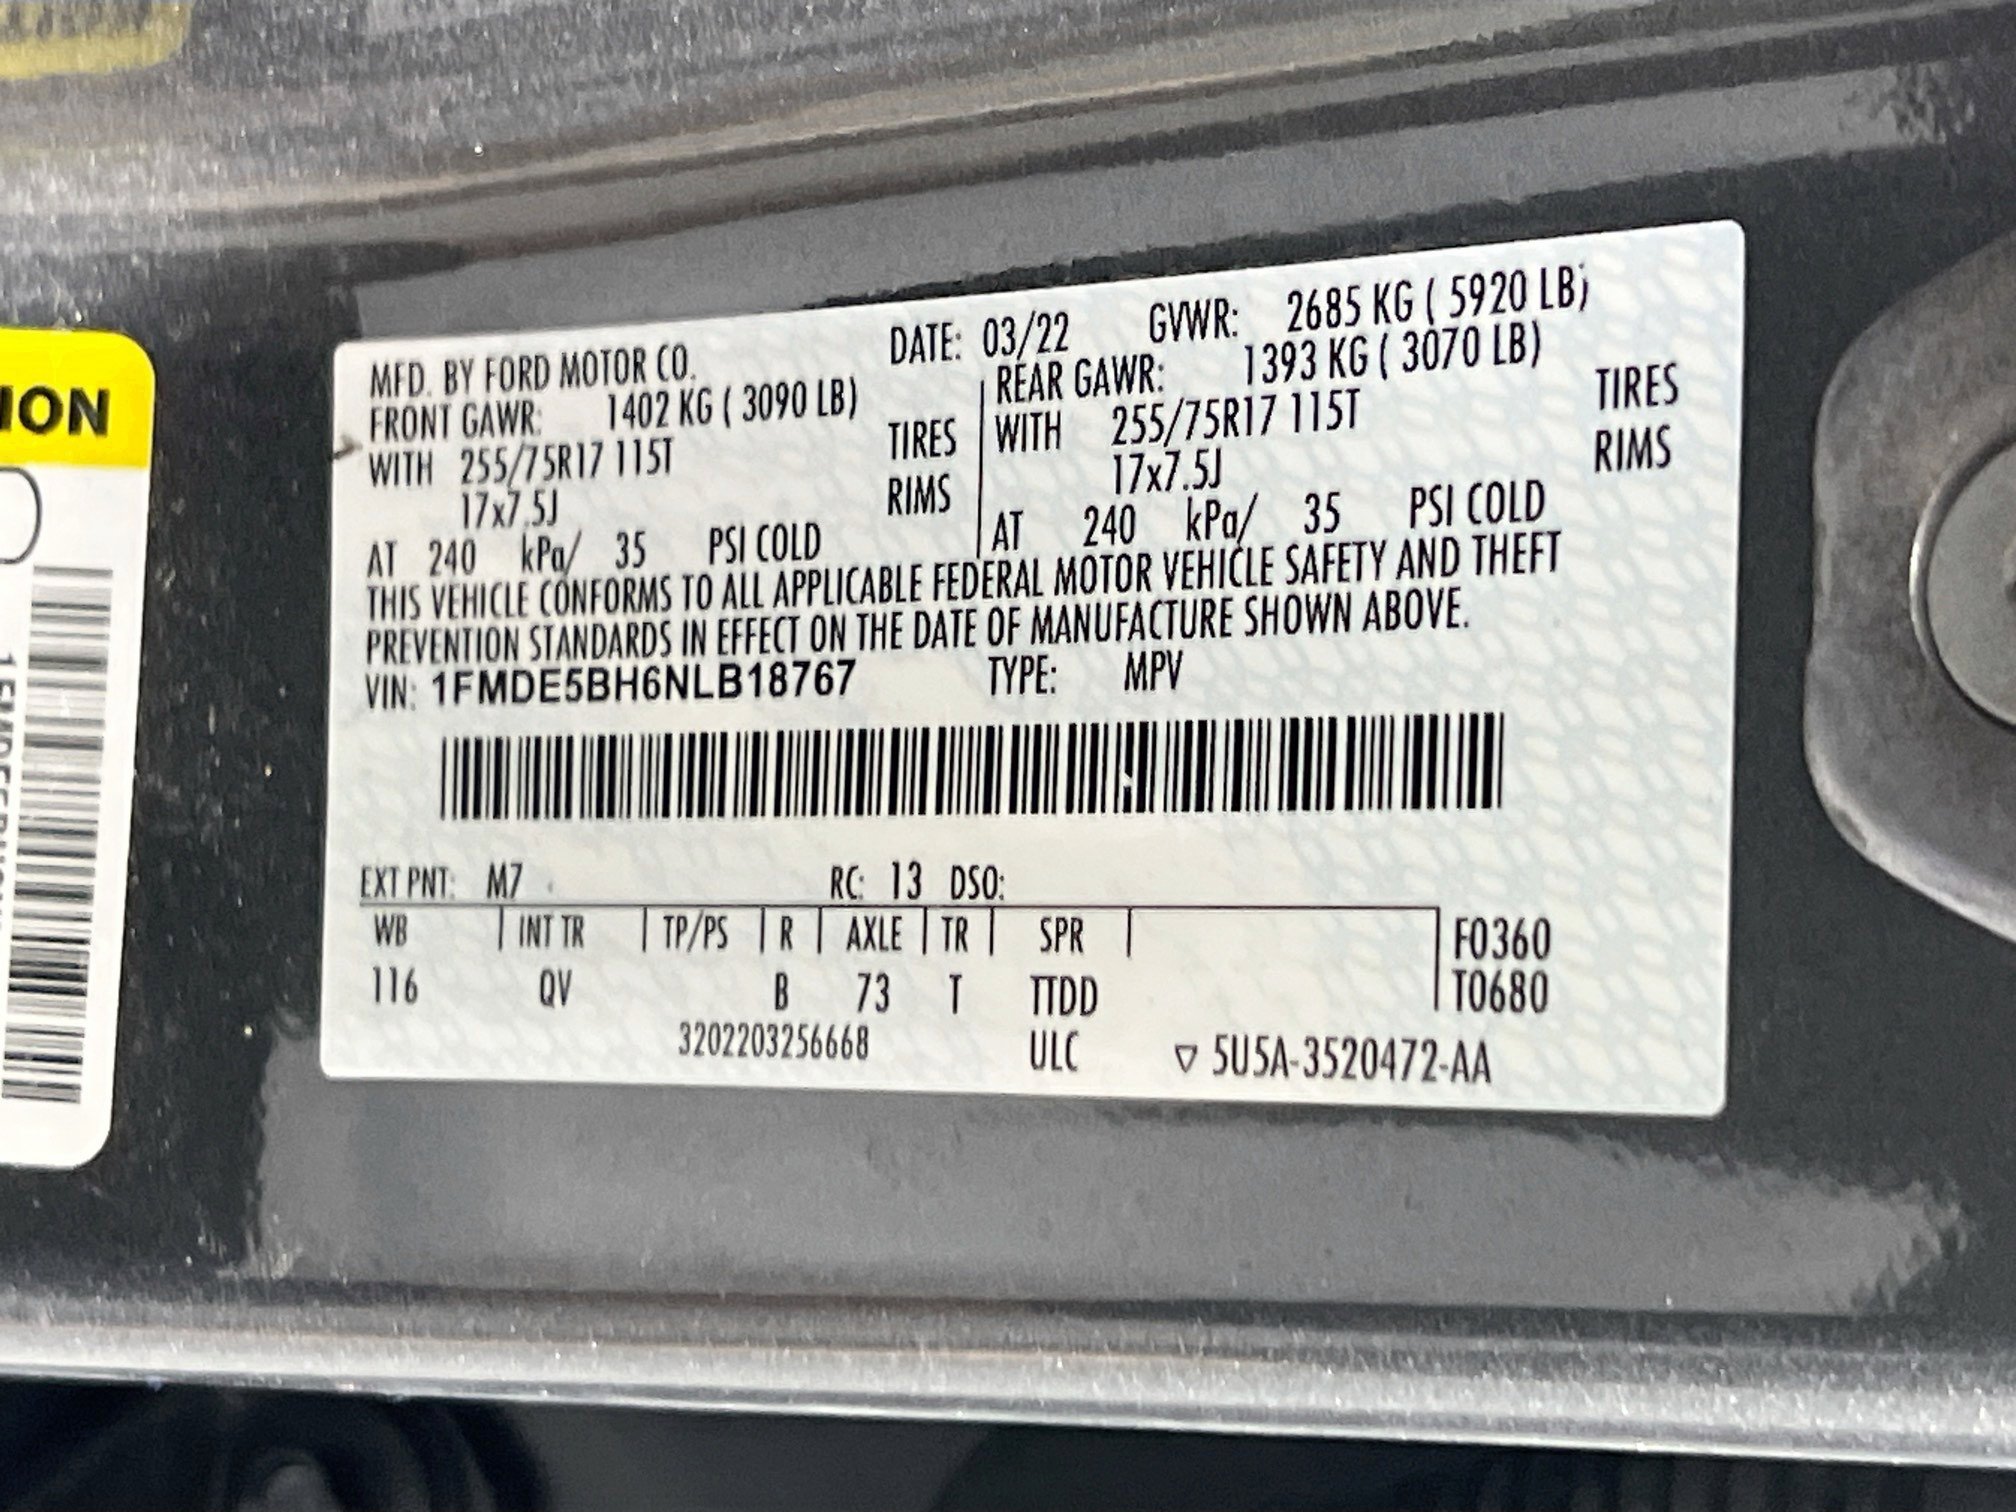 ION
MFD. BY FORD MOTOR CO. DATE: 03/22 GVWR: 2685 KG ( 5920 LB)
FRONT GAWR: 1402 KG ( 3090 LB) REAR GAWR: 1393 KG ( 3070 LB)
WITH 255/75R17 115T TIRES WITH 255/75R17 115T TIRES
17x7.5J RIMS 17x7.5J RIMS
AT 240 kPa/ 35 PSI COLD AT 240 kPa/ 35 PSI COLD
THIS VEHICLE CONFORMS TO ALL APPLICABLE FEDERAL MOTOR VEHICLE SAFETY AND THEFT
PREVENTION STANDARDS IN EFFECT ON THE DATE OF MANUFACTURE SHOWN ABOVE.
VIN: 1FMDE5BH6NLB18767 TYPE: MPV
EXT PNT: M7 RC: 13 DSO:
WB INT TR TP/PS R AXLE TR SPR F0360
116 QV B 73 T TTDD T0680
3202203256668 ULC ▽ 5U5A-3520472-AA